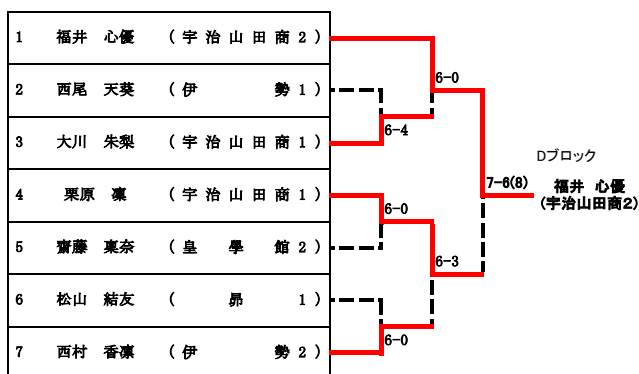 1 福井 心優 (宇治山田商2)
6-0
2 西尾 天葵 (伊 勢1)
6-4
3 大川 朱梨 (宇治山田商1)
Dブロック
7-6(8)
福井 心優
(宇治山田商2)
4 栗原 凜 (宇治山田商1)
6-0
5 齋藤 東奈 (皇學館2)
6-3
6 松山 結友 (昴 1)
6-0
7 西村 香凛 (伊 勢2)